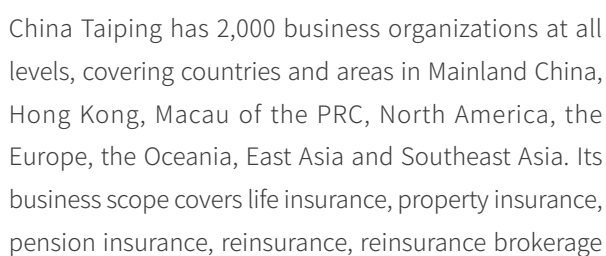 China Taiping has 2,000 business organizations at all
levels, covering countries and areas in Mainland China,
Hong Kong, Macau of the PRC, North America, the
Europe, the Oceania, East Asia and Southeast Asia. Its
business scope covers life insurance, property insurance,
pension insurance, reinsurance, reinsurance brokerage